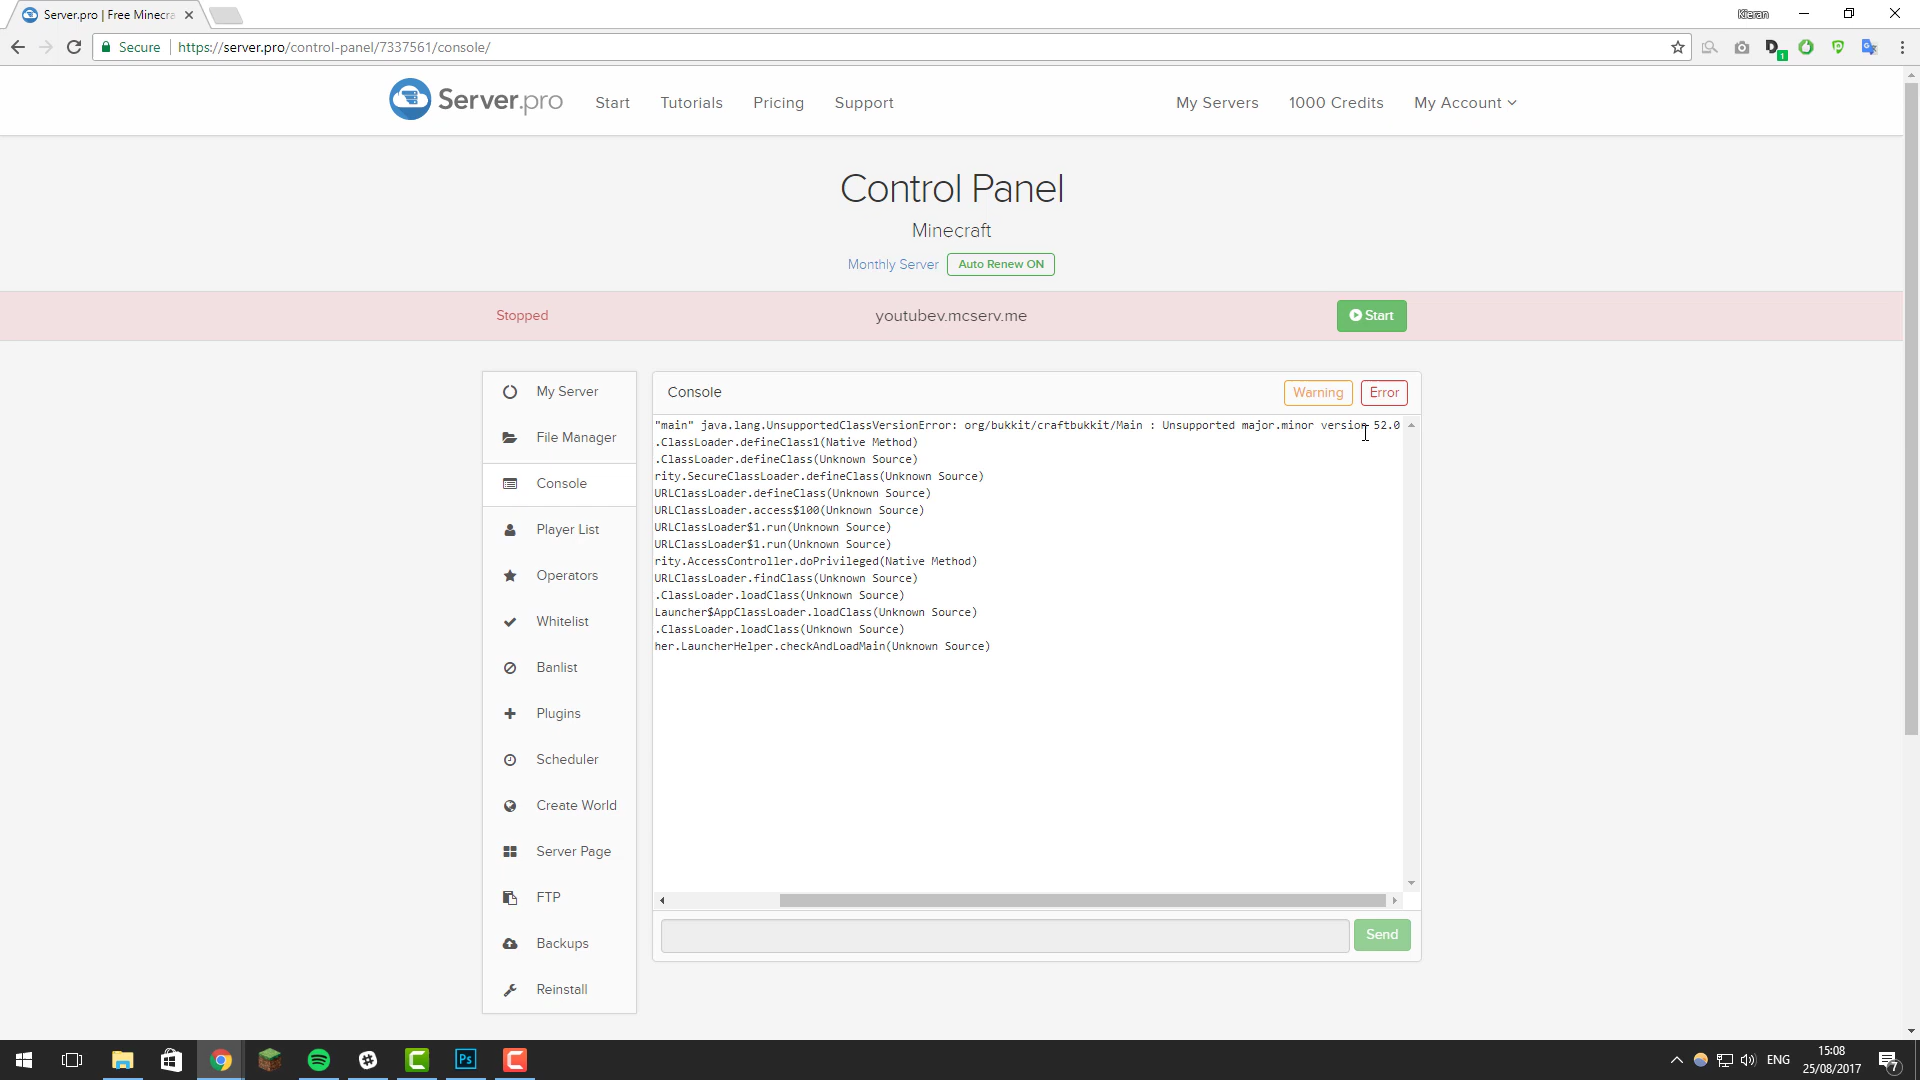 Server.pro | Free Minecra
Kieran
Secure
https://server.pro/control-panel/7337561/console/
D
1
Server.pro
Start
Tutorials
Pricing
Support
My Servers
1000 Credits
My Account
Control Panel
Minecraft
Monthly Server
Auto Renew ON
Stopped
youtubev.mcserv.me
Start
My Server
File Manager
Console
Player List
Operators
Whitelist
Banlist
Plugins
Scheduler
Create World
Server Page
FTP
Backups
Reinstall
Console
Warning
Error
"main" java.lang.UnsupportedClassVersionError: org/bukkit/craftbukkit/Main : Unsupported major.minor version 52.0
.ClassLoader.defineClass1(Native Method)
.ClassLoader.defineClass(Unknown Source)
rity.SecureClassLoader.defineClass(Unknown Source)
URLClassLoader.defineClass(Unknown Source)
URLClassLoader.access$100(Unknown Source)
URLClassLoader$1.run(Unknown Source)
URLClassLoader$1.run(Unknown Source)
rity.AccessController.doPrivileged(Native Method)
URLClassLoader.findClass(Unknown Source)
.ClassLoader.loadClass(Unknown Source)
Launcher$AppClassLoader.loadClass(Unknown Source)
.ClassLoader.loadClass(Unknown Source)
her.LauncherHelper.checkAndLoadMain(Unknown Source)
Send
Ps
ENG
15:08
25/08/2017
7